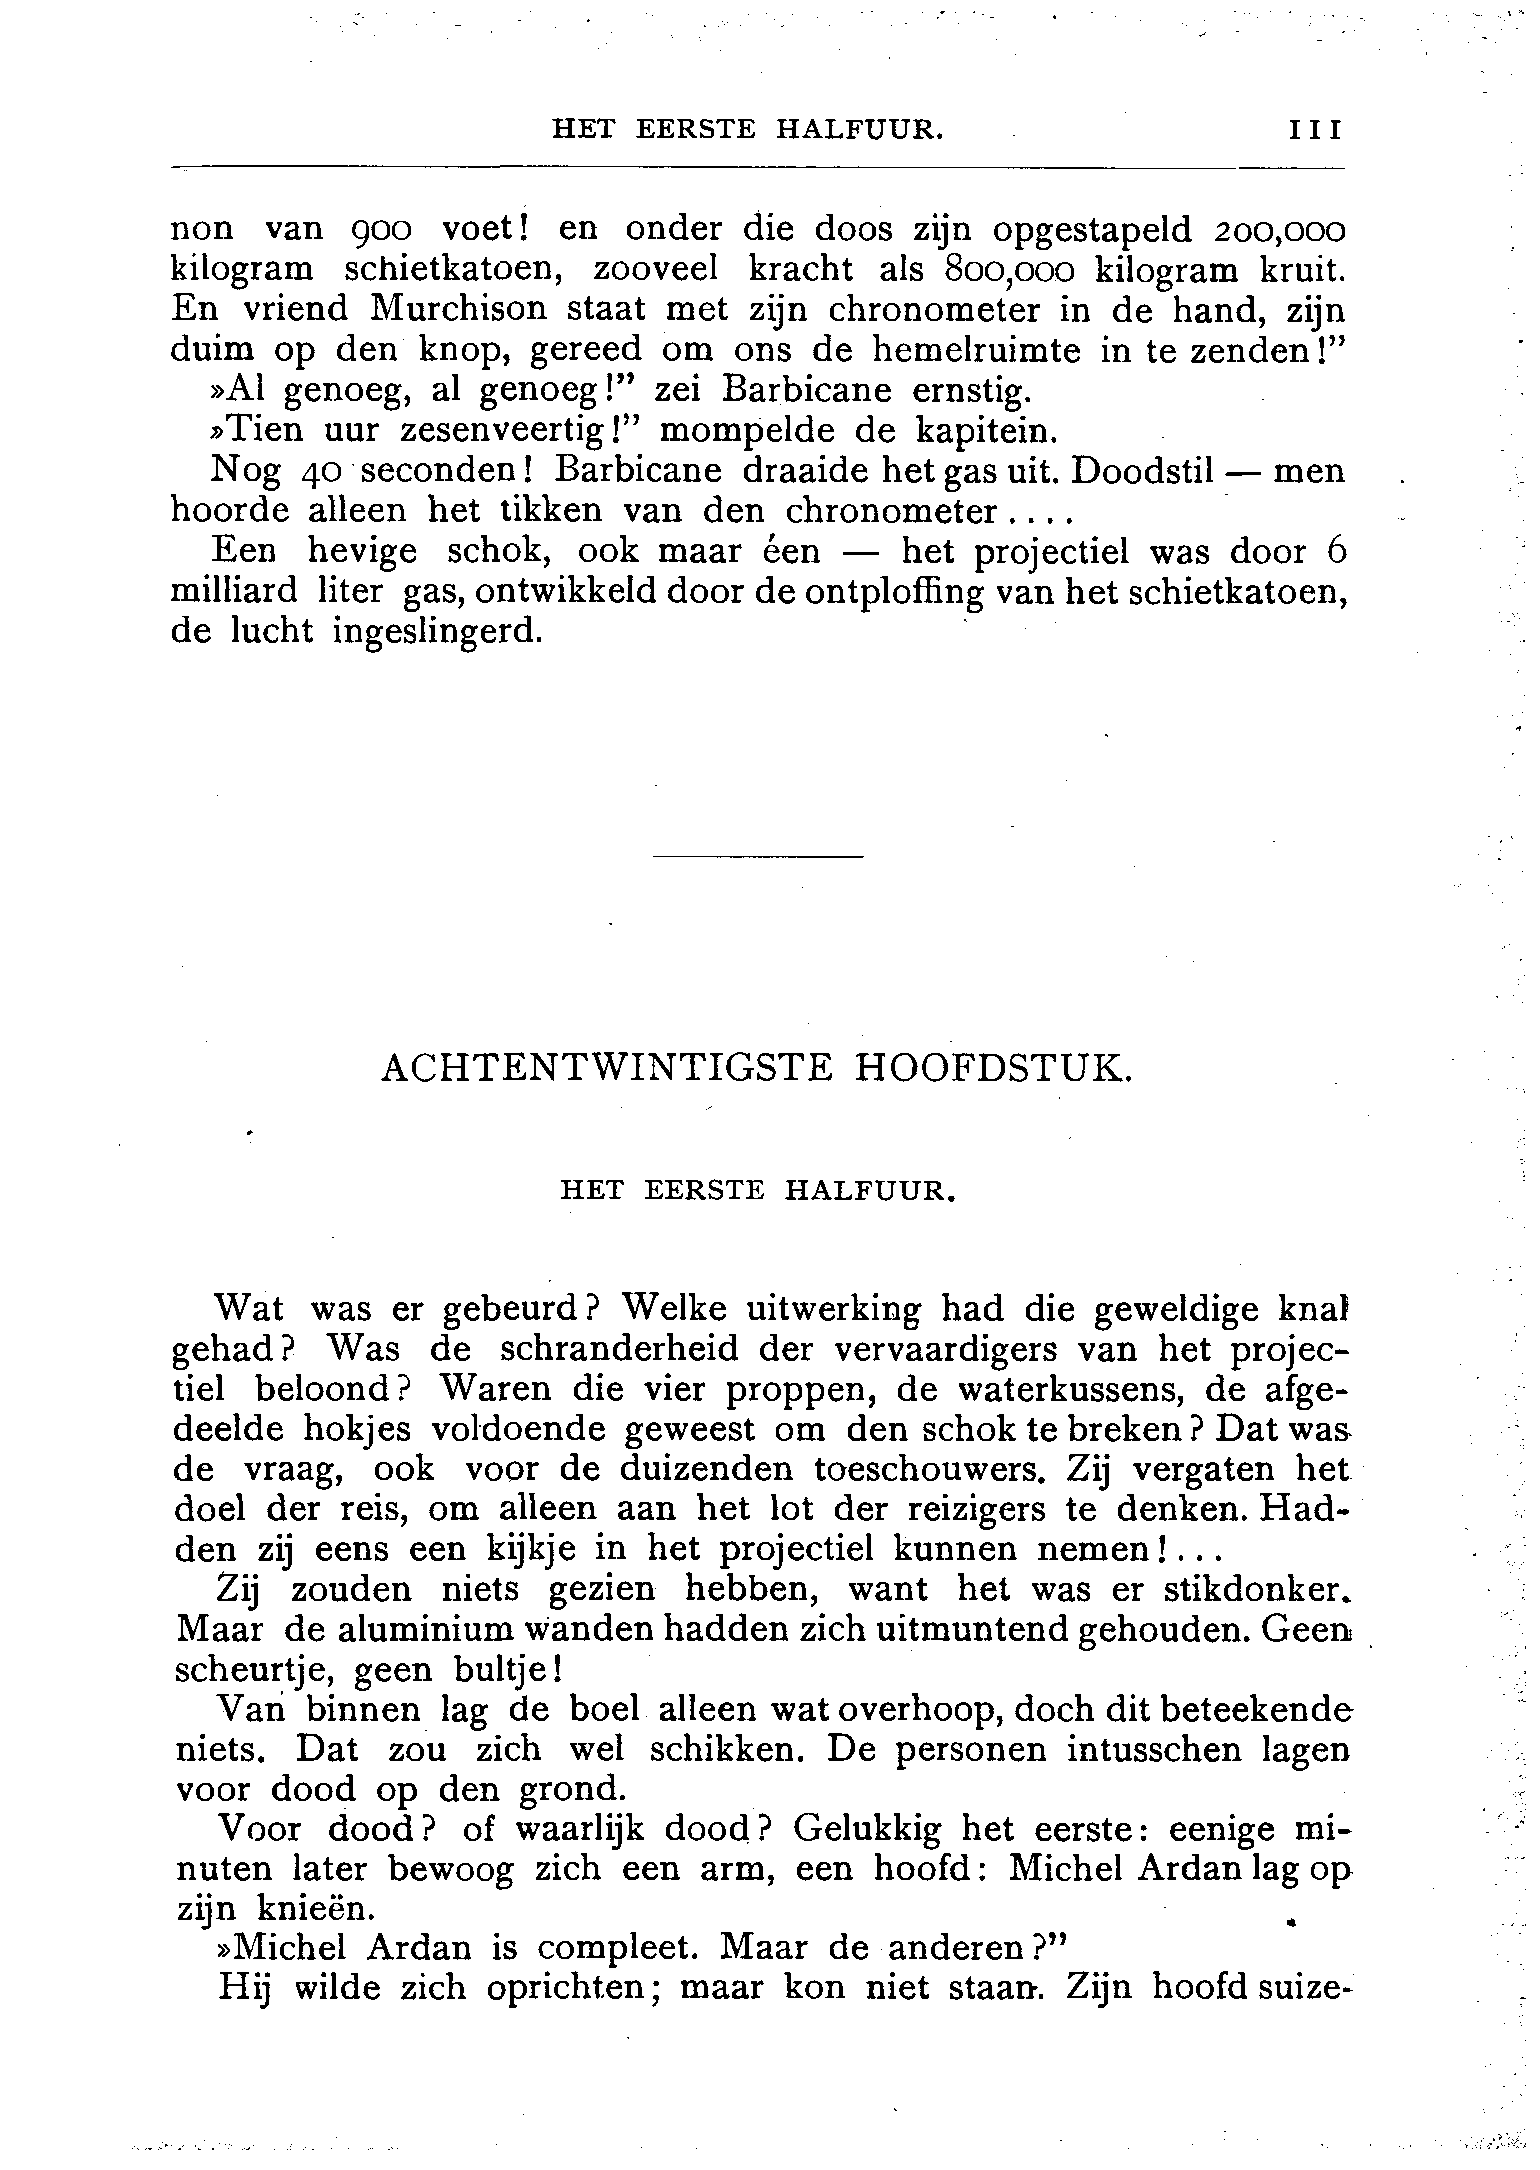 HET EERSTE HALFUUR. 111
non van 900 voet! en onder die doos zijn opgestapeld 200,000
kilogram schietkatoen, zooveel kracht als 800,000 kilogram kruit.
En vriend Murchison staat met zijn chronometer in de hand, zijn
duim op den knop, gereed om ons de hemelruimte in te zenden!”
»Al genoeg, al genoeg!” zei Barbicane ernstig.
»Tien uur zesenveertig!” mompelde de kapitein.
Nog 40 seconden! Barbicane draaide het gas uit. Doodstil — men
hoorde alleen het tikken van den chronometer....
Een hevige schok, ook maar éen — het projectiel was door 6
milliard liter gas, ontwikkeld door de ontploffing van het schietkatoen,
de lucht ingeslingerd.
ACHTENTWINTIGSTE HOOFDSTUK.
HET EERSTE HALFUUR.
Wat was er gebeurd? Welke uitwerking had die geweldige knal
gehad? Was de schranderheid der vervaardigers van het projec-
tiel beloond? Waren die vier proppen, de waterkussens, de afge-
deelde hokjes voldoende geweest om den schok te breken? Dat was
de vraag, ook voor de duizenden toeschouwers. Zij vergaten het
doel der reis, om alleen aan het lot der reizigers te denken. Had-
den zij eens een kijkje in het projectiel kunnen nemen!...
Zij zouden niets gezien hebben, want het was er stikdonker.
Maar de aluminium wanden hadden zich uitmuntend gehouden. Geen
scheurtje, geen bultje!
Van binnen lag de boel alleen wat overhoop, doch dit beteekende
niets. Dat zou zich wel schikken. De personen intusschen lagen
voor dood op den grond.
Voor dood? of waarlijk dood? Gelukkig het eerste: eenige mi-
nuten later bewoog zich een arm, een hoofd: Michel Ardan lag op
zijn knieën.
»Michel Ardan is compleet. Maar de anderen?”
Hij wilde zich oprichten; maar kon niet staan. Zijn hoofd suize-